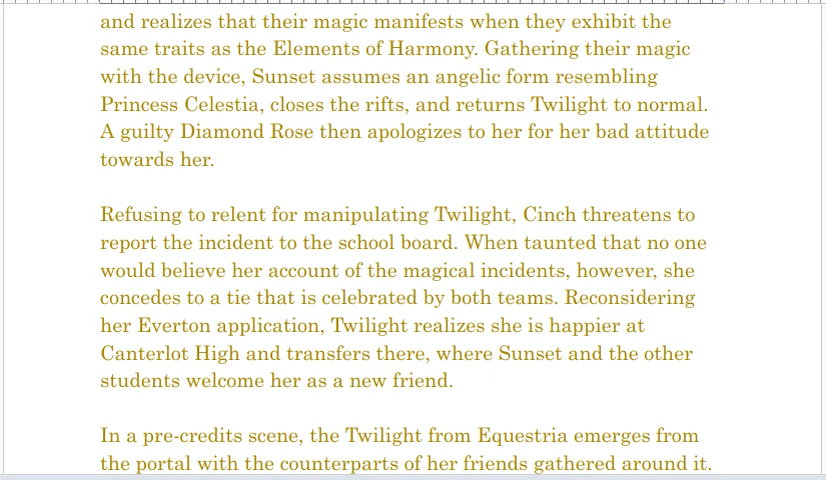 and realizes that their magic manifests when they exhibit the
same traits as the Elements of Harmony. Gathering their magic
with the device, Sunset assumes an angelic form resembling
Princess Celestia, closes the rifts, and returns Twilight to normal.
A guilty Diamond Rose then apologizes to her for her bad attitude
towards her.
Refusing to relent for manipulating Twilight, Cinch threatens to
report the incident to the school board. When taunted that no one
would believe her account of the magical incidents, however, she
concedes to a tie that is celebrated by both teams. Reconsidering
her Everton application, Twilight realizes she is happier at
Canterlot High and transfers there, where Sunset and the other
students welcome her as a new friend.
In a pre-credits scene, the Twilight from Equestria emerges from
the portal with the counterparts of her friends gathered around it.